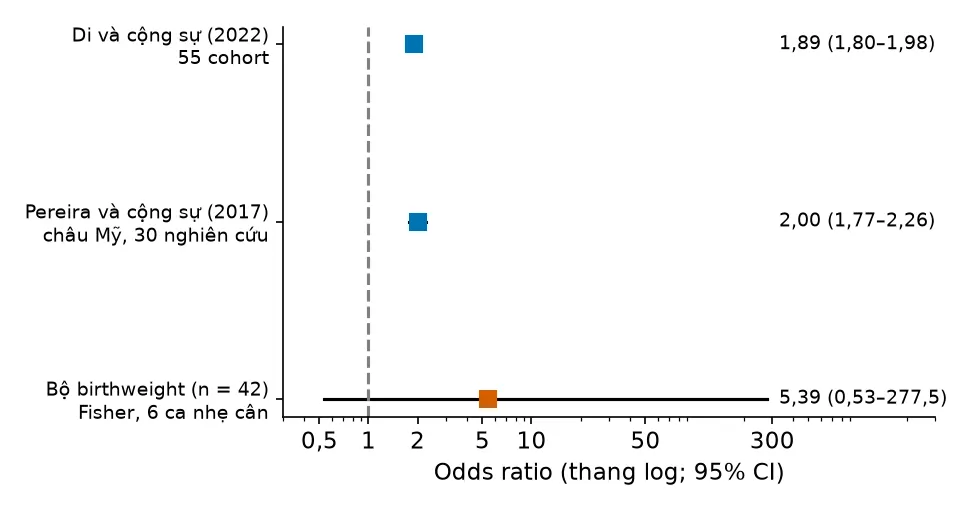 Di và cộng sự (2022)
55 cohort
1,89 (1,80–1,98)
Pereira và cộng sự (2017)
châu Mỹ, 30 nghiên cứu
2,00 (1,77–2,26)
Bộ birthweight (n = 42)
Fisher, 6 ca nhẹ cân
5,39 (0,53–277,5)
0,5 1 2 5 10 50 300
Odds ratio (thang log; 95% CI)